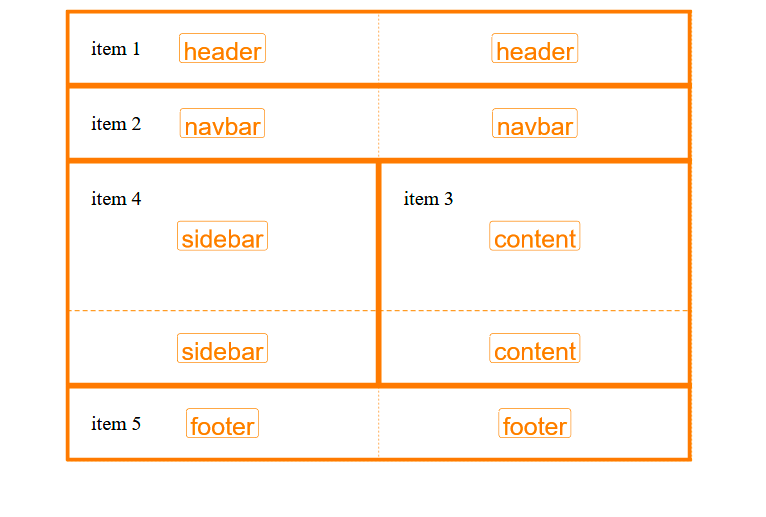 item 1 header header
item 2 navbar navbar
item 4 item 3
sidebar content
sidebar content
item 5 footer footer